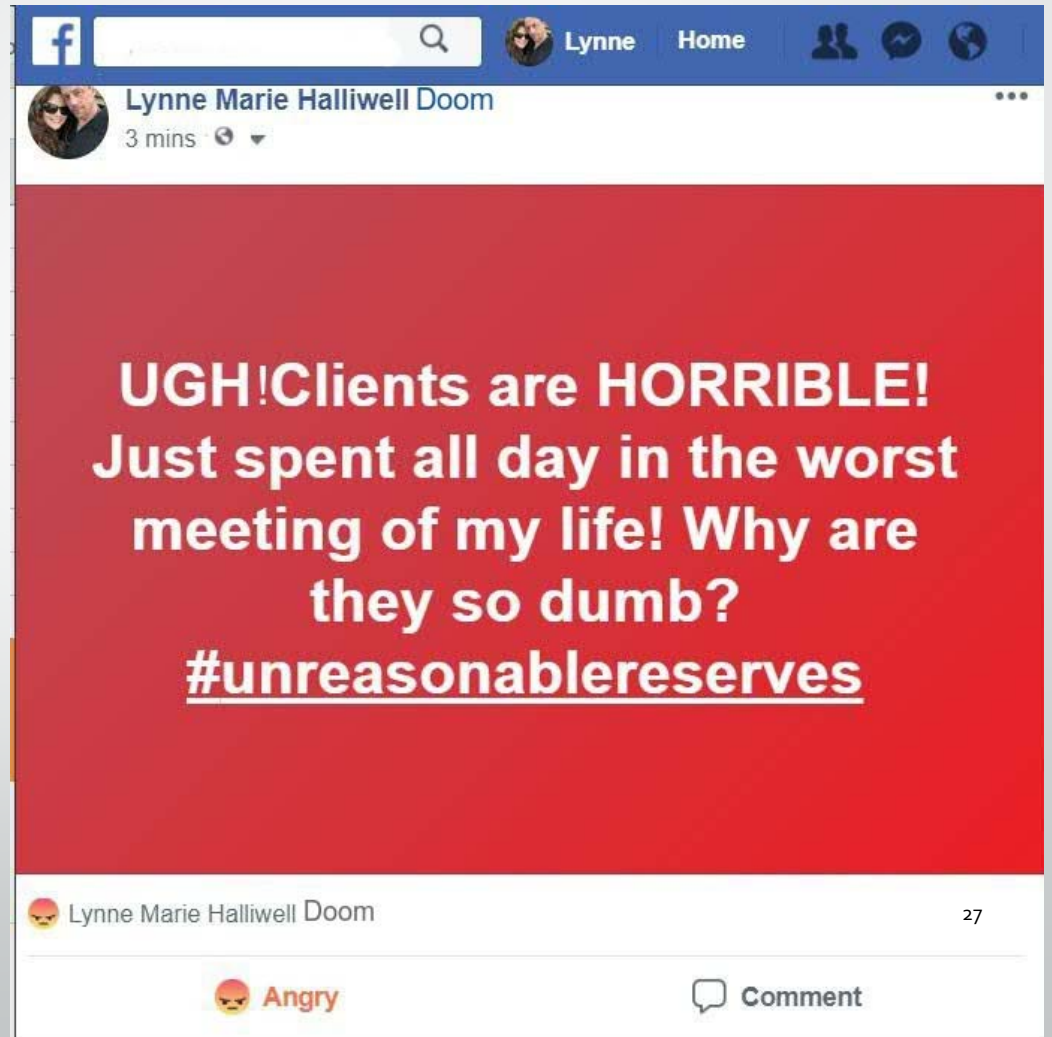 f
Lynne Home
Lynne Marie Halliwell Doom
3 mins
UGH!Clients are HORRIBLE!
Just spent all day in the worst
meeting of my life! Why are
they so dumb?
#unreasonablereserves
Lynne Marie Halliwell Doom 27
Angry Comment